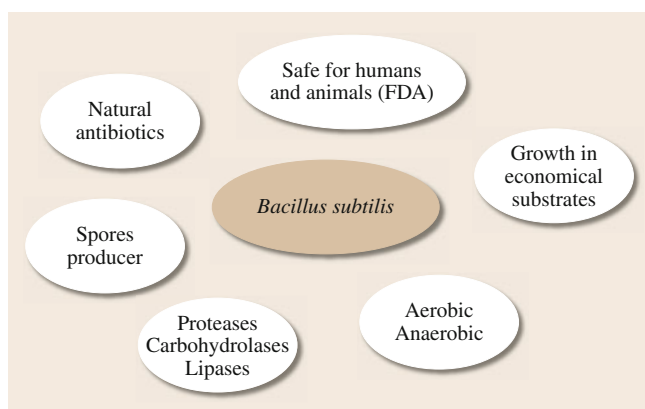 Safe for humans
and animals (FDA)
Natural
antibiotics
Growth in
economical
substrates
Bacillus subtilis
Spores
producer
Aerobic
Anaerobic
Proteases
Carbohydrolases
Lipases